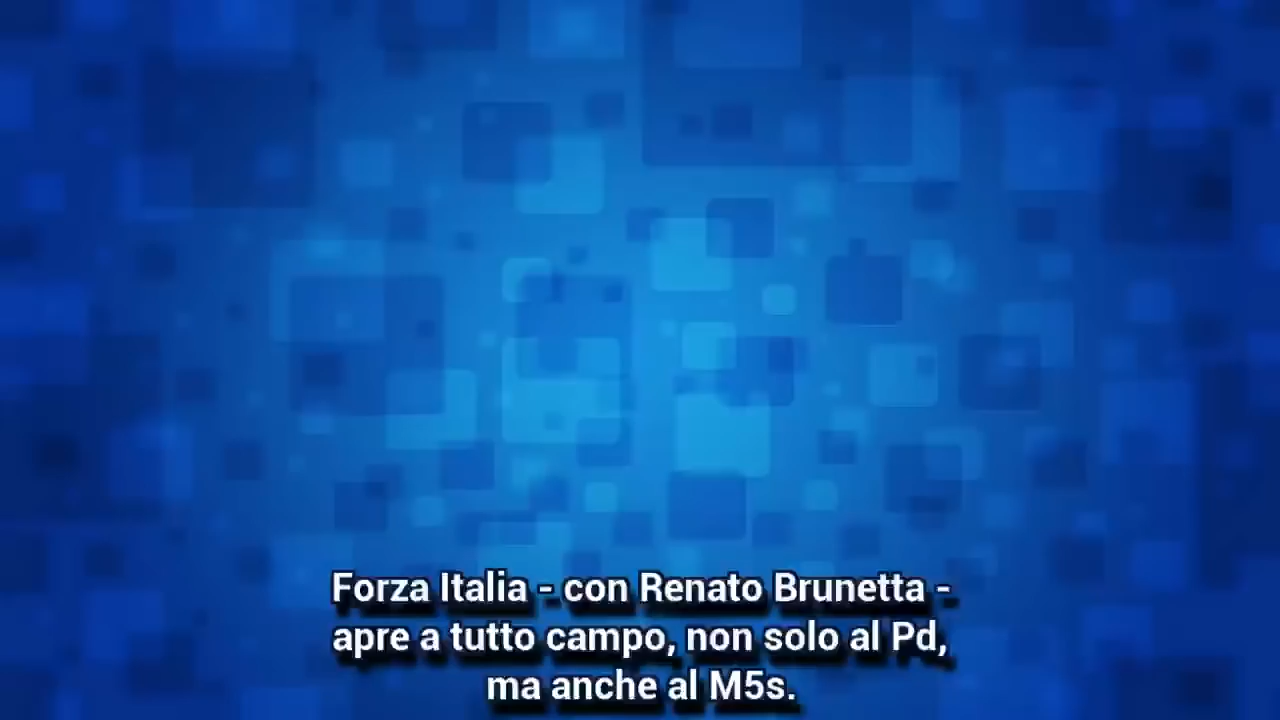 Forza Italia - con Renato Brunetta -
apre a tutto campo, non solo al Pd,
ma anche al M5s.